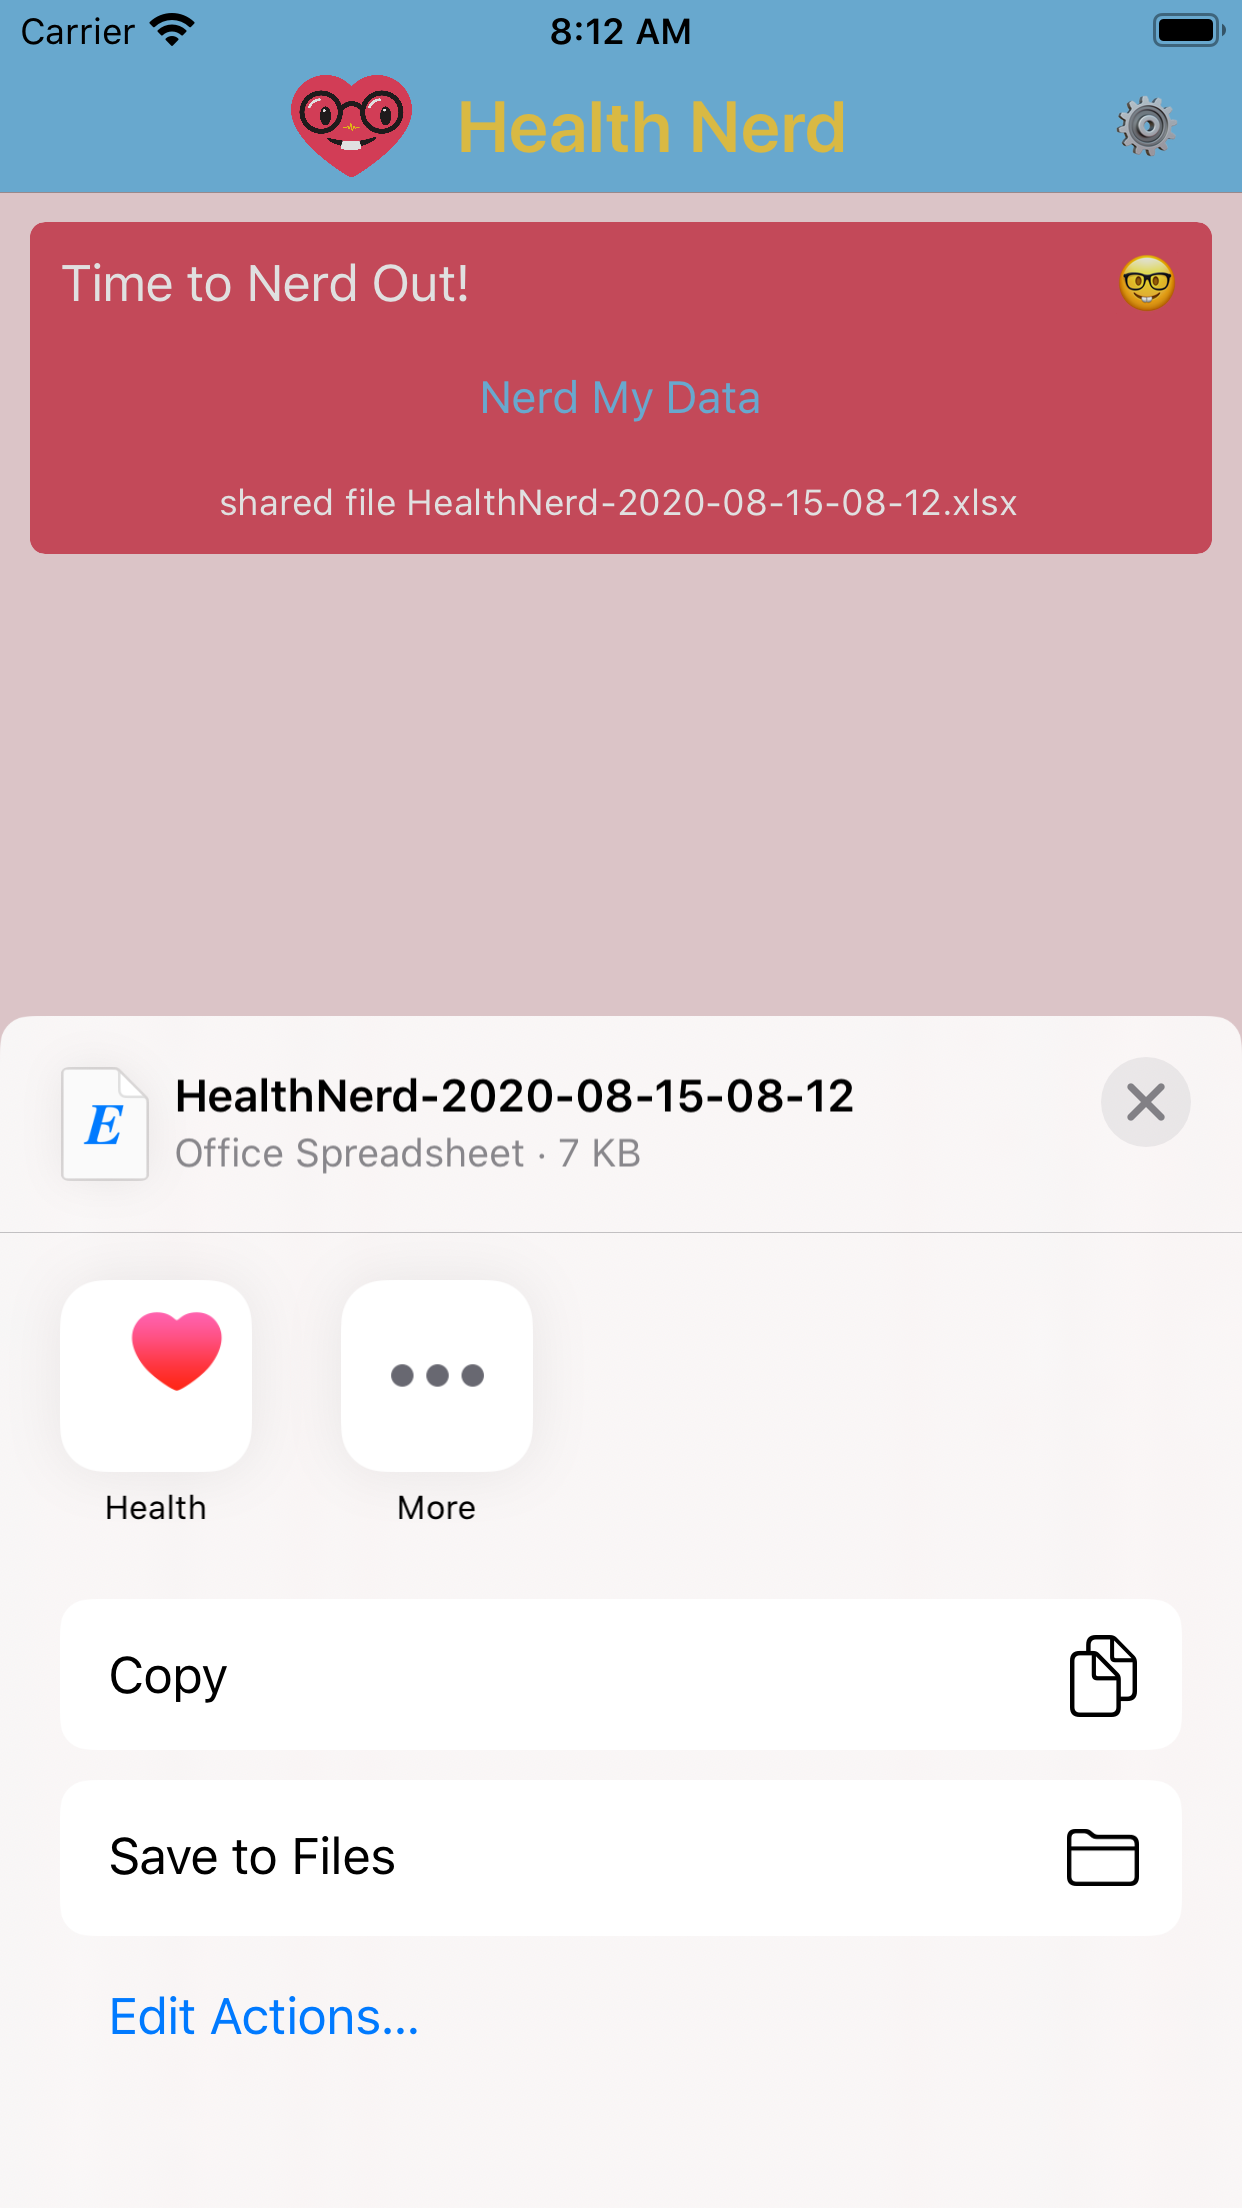 Carrier 8:12 AM
Health Nerd
Time to Nerd Out!
Nerd My Data
shared file HealthNerd-2020-08-15-08-12.xlsx
E
HealthNerd-2020-08-15-08-12
Office Spreadsheet · 7 KB
Health More
Copy
Save to Files
Edit Actions...